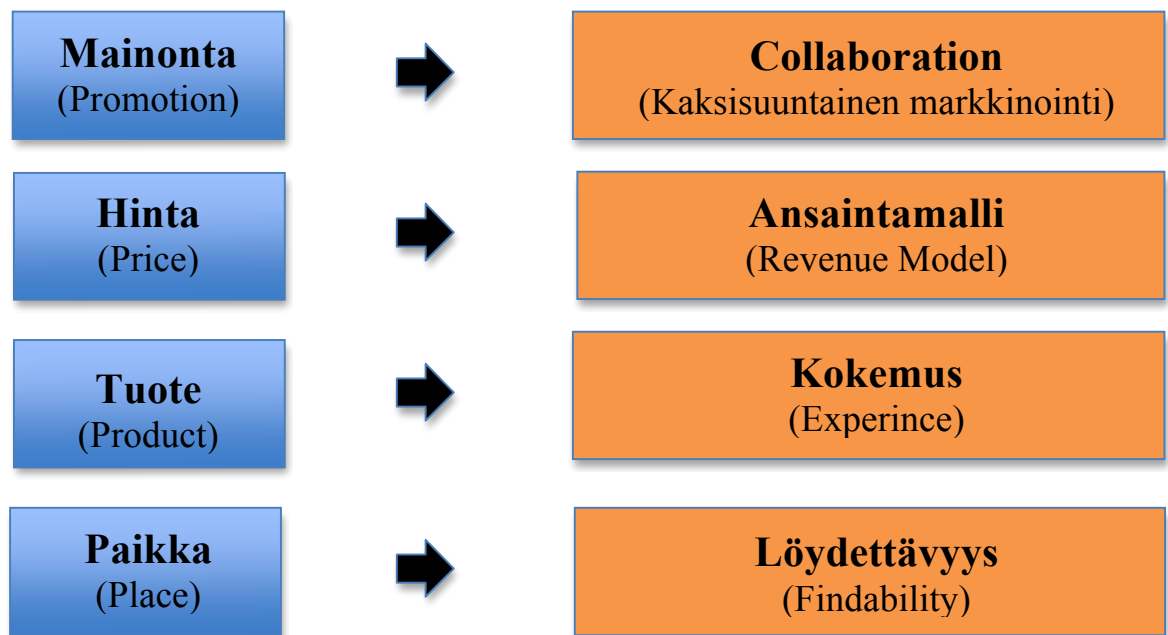 Mainonta
(Promotion)
Collaboration
(Kaksisuuntainen markkinointi)
Hinta
(Price)
Ansaintamalli
(Revenue Model)
Tuote
(Product)
Kokemus
(Experince)
Paikka
(Place)
Löydettävyys
(Findability)